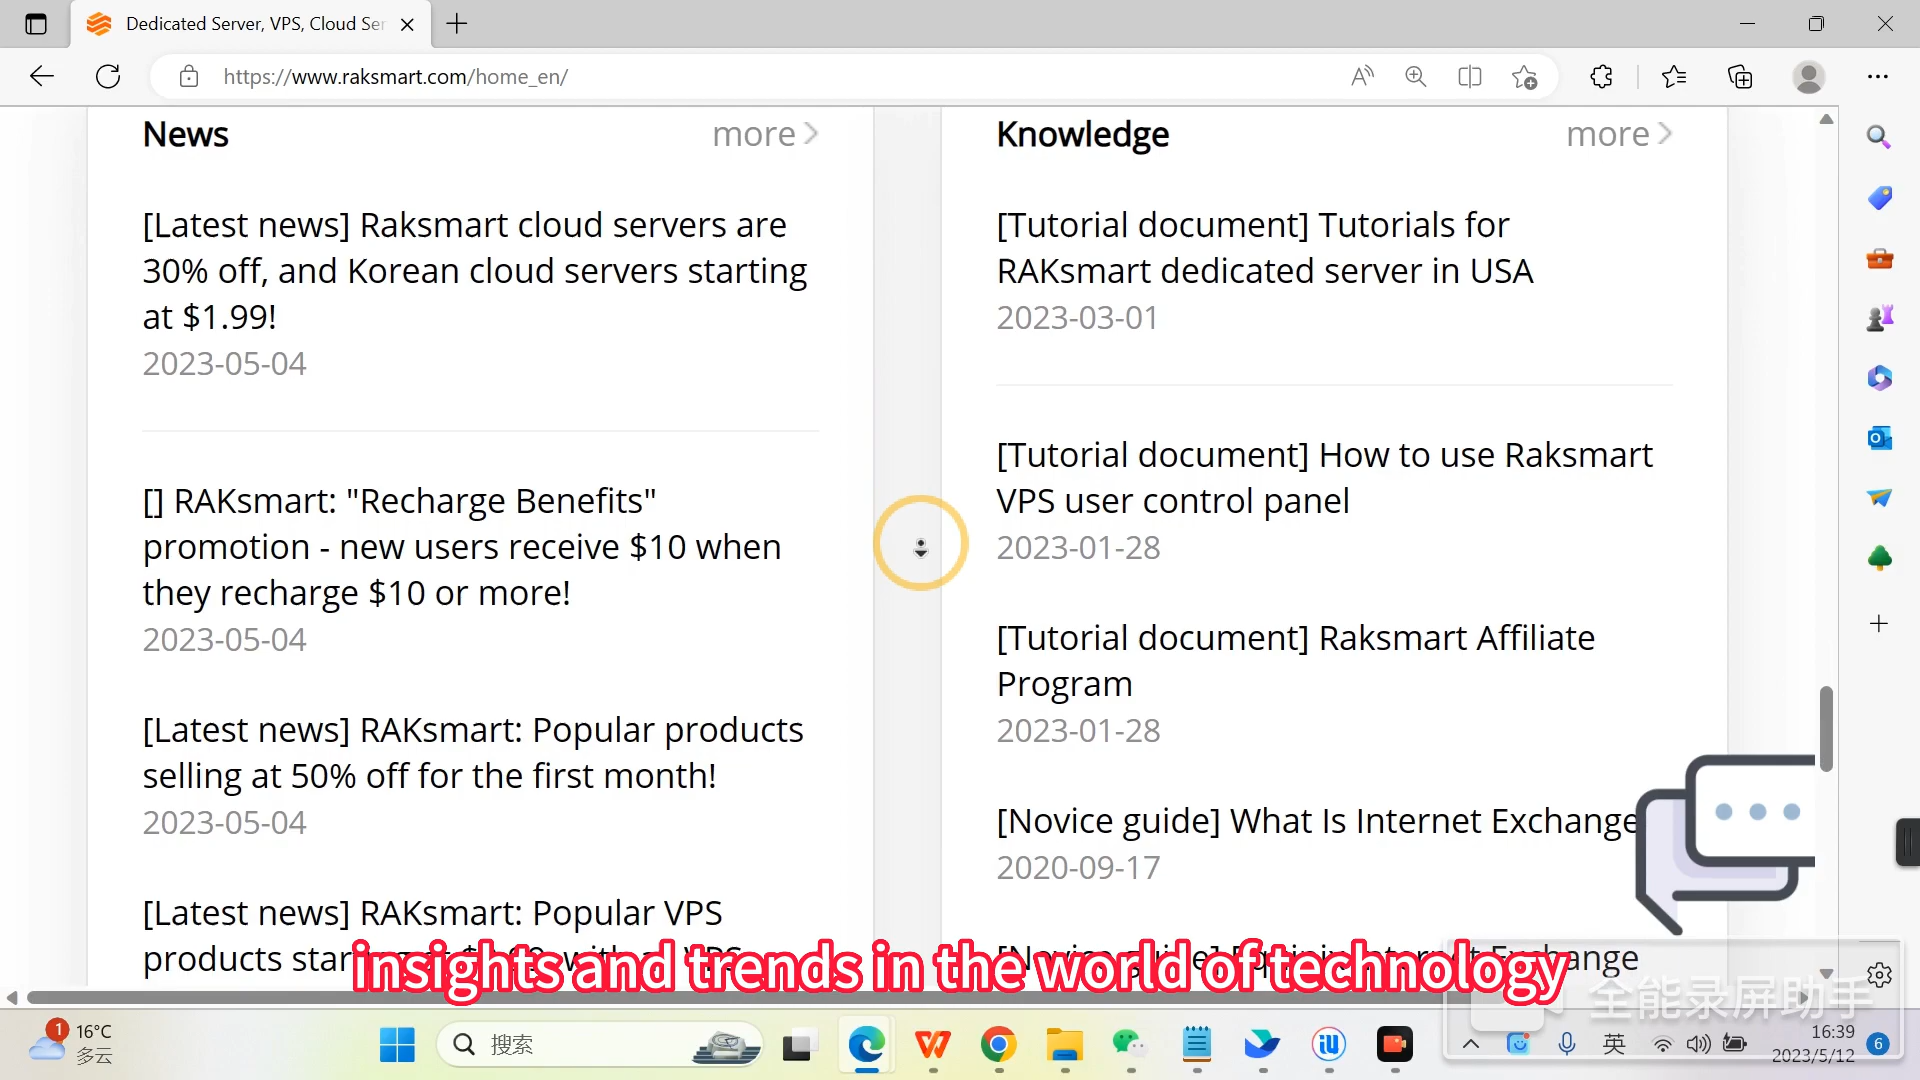 Dedicated Server, VPS, Cloud Ser
https://www.raksmart.com/home_en/
News
more
[Latest news] Raksmart cloud servers are
30% off, and Korean cloud servers starting
at $1.99!
2023-05-04
[] RAKsmart: "Recharge Benefits"
promotion - new users receive $10 when
they recharge $10 or more!
2023-05-04
[Latest news] RAKsmart: Popular products
selling at 50% off for the first month!
2023-05-04
[Latest news] RAKsmart: Popular VPS
products
Knowledge
more
[Tutorial document] Tutorials for
RAKsmart dedicated server in USA
2023-03-01
[Tutorial document] How to use Raksmart
VPS user control panel
2023-01-28
[Tutorial document] Raksmart Affiliate
Program
2023-01-28
[Novice guide] What Is Internet Exchange
2020-09-17
[Novice guide] Internet Exchange
insights and trends in the world of technology
全能录屏助手
1
16°C
多云
搜索
英
16:39
2023/5/12
6